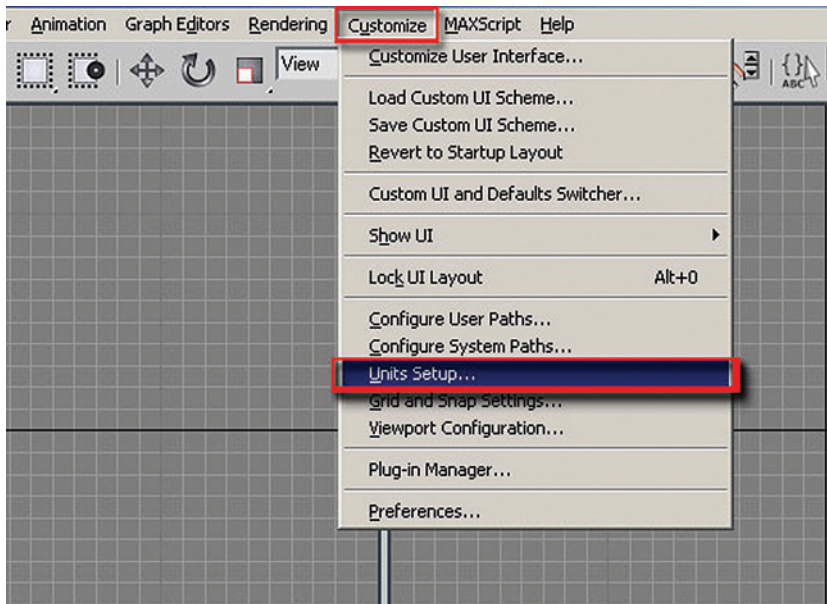 r Animation Graph Editors Rendering Customize MAXScript Help
View
ABC
Customize User Interface...
Load Custom UI Scheme...
Save Custom UI Scheme...
Revert to Startup Layout
Custom UI and Defaults Switcher...
Show UI
Lock UI Layout Alt+0
Configure User Paths...
Configure System Paths...
Units Setup...
Grid and Snap Settings...
Viewport Configuration...
Plug-in Manager...
Preferences...